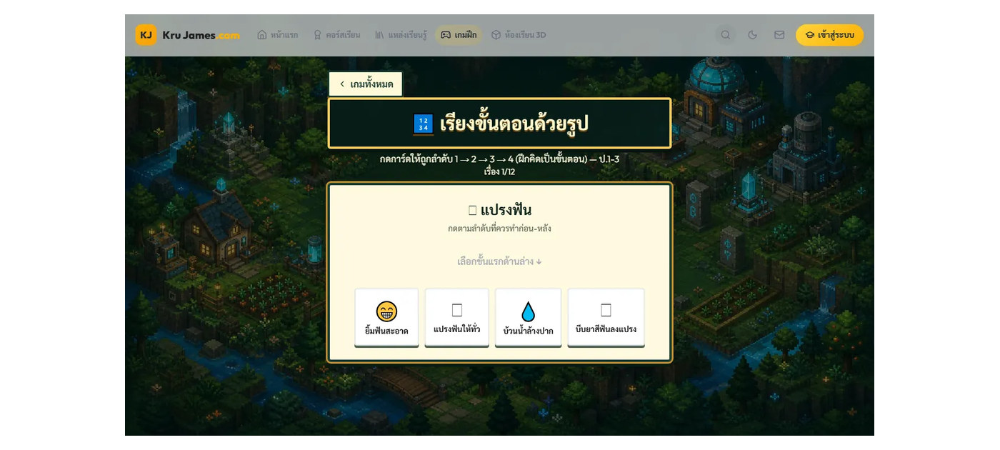 KJ Kru James.com หน้าแรก คอร์สเรียน แหล่งเรียนรู้ เกมฝึก ห้องเรียน 3D เข้าสู่ระบบ
เกมทั้งหมด
1 2
3 4
เรียงขั้นตอนด้วยรูป
กดการ์ดให้ถูกลำดับ 1 → 2 → 3 → 4 (ฝึกคิดเป็นขั้นตอน) — ป.1-3
เรื่อง 1/12
แปรงฟัน
กดตามลำดับที่ควรทำก่อน-หลัง
เลือกขั้นแรกด้านล่าง ↓
ยิ้มฟันสะอาด แปรงฟันให้ทั่ว บ้วนน้ำล้างปาก บีบยาสีฟันลงแปรง